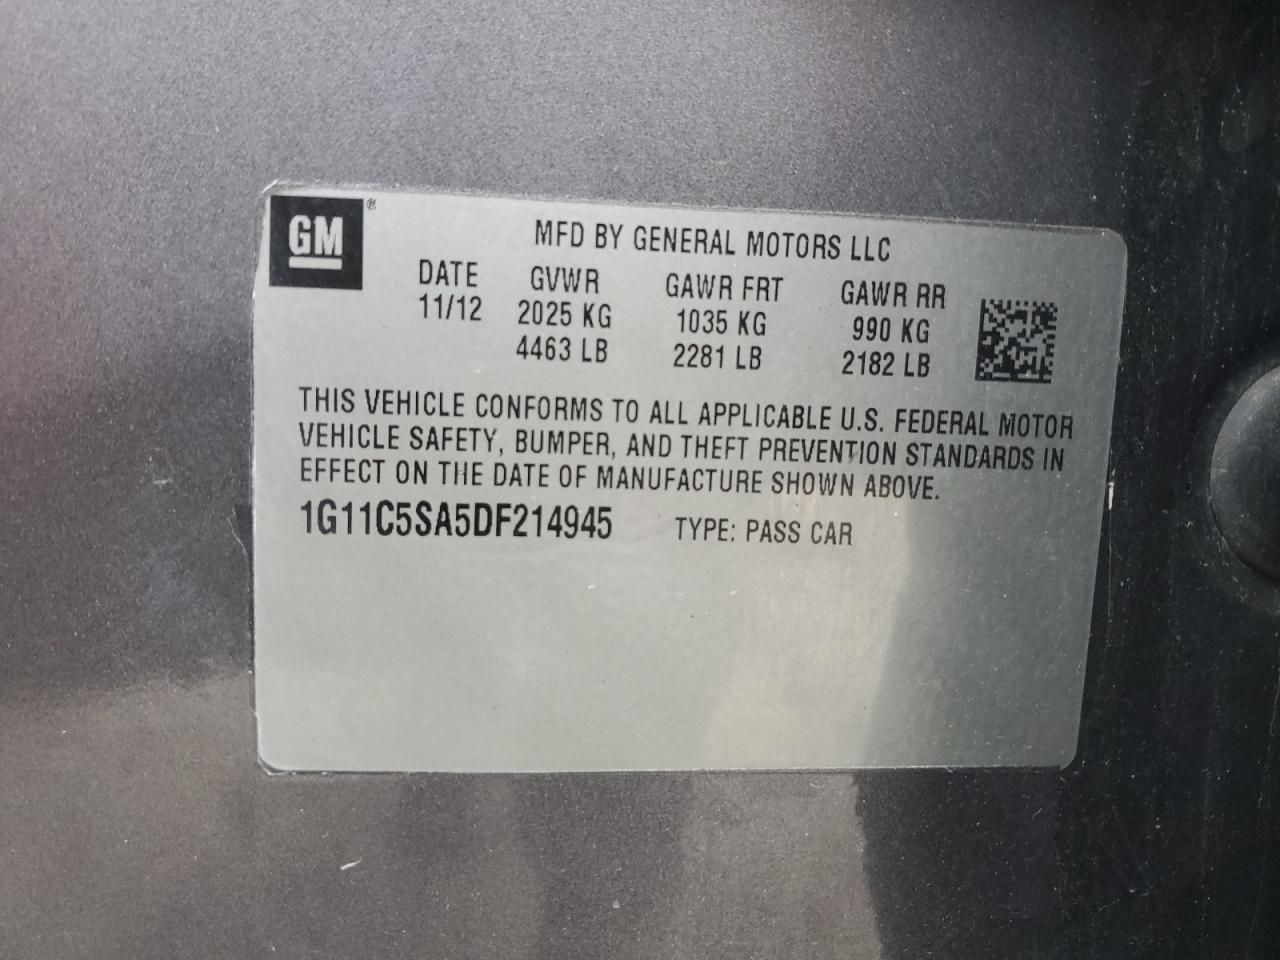 GM®
MFD BY GENERAL MOTORS LLC
DATE GVWR GAWR FRT GAWR RR
11/12 2025 KG 1035 KG 990 KG
4463 LB 2281 LB 2182 LB
THIS VEHICLE CONFORMS TO ALL APPLICABLE U.S. FEDERAL MOTOR
VEHICLE SAFETY, BUMPER, AND THEFT PREVENTION STANDARDS IN
EFFECT ON THE DATE OF MANUFACTURE SHOWN ABOVE.
1G11C5SA5DF214945 TYPE: PASS CAR